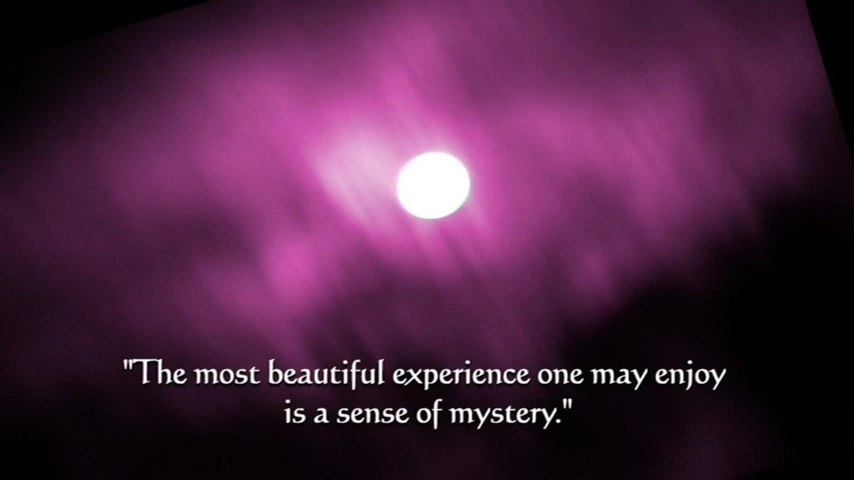 "The most beautiful experience one may enjoy
is a sense of mystery."